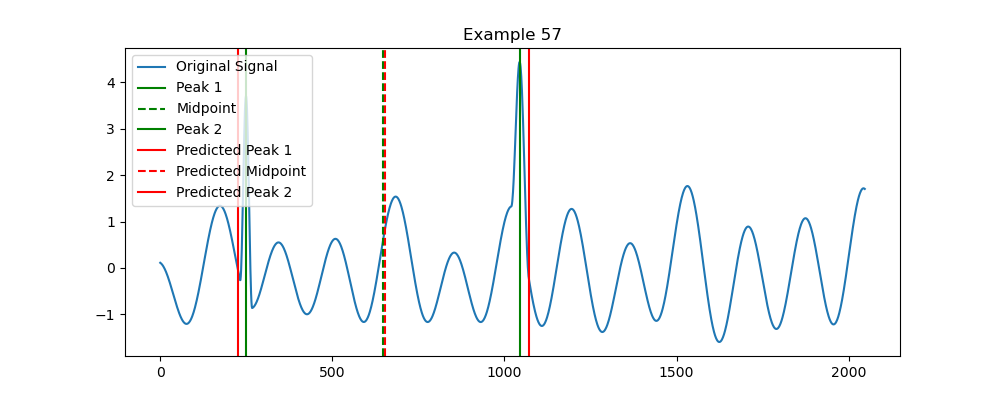 Example 57
Original Signal
Peak 1
Midpoint
Peak 2
Predicted Peak 1
Predicted Midpoint
Predicted Peak 2
4
3
2
1
0
−1
0 500 1000 1500 2000